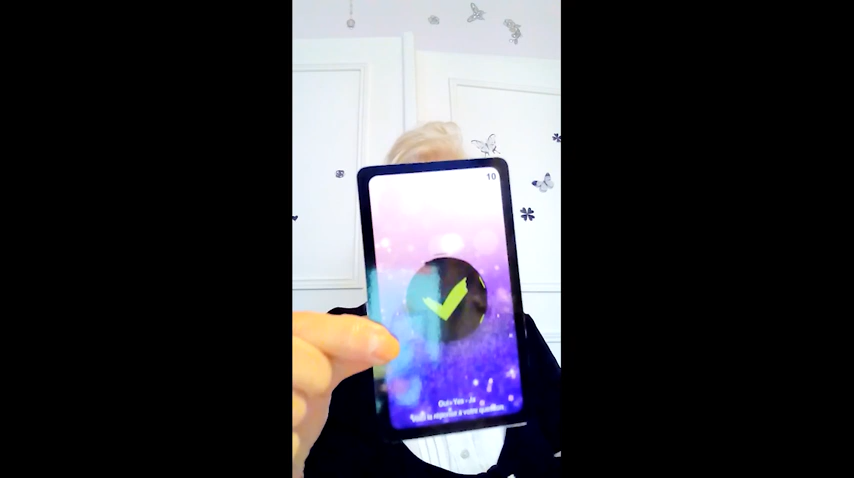 10
Oui - Yes - Ja
Voici la réponse à votre question.